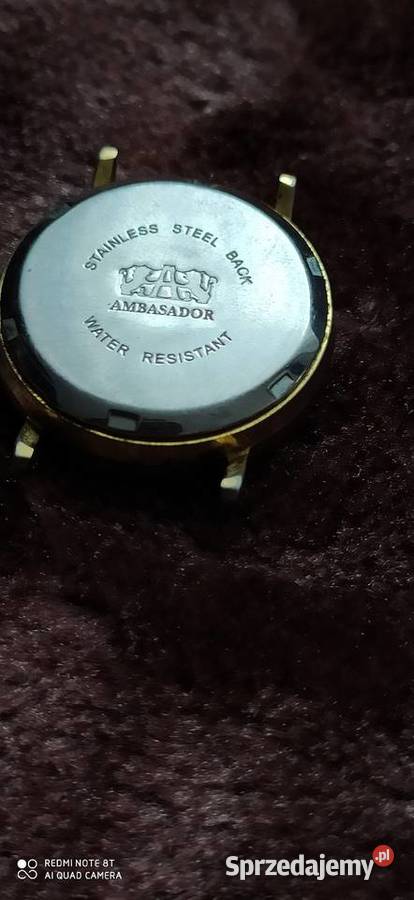 STAINLESS STEEL BACK
AMBASADOR
WATER RESISTANT
REDMI NOTE 8T
AI QUAD CAMERA
Sprzedajemy.pl